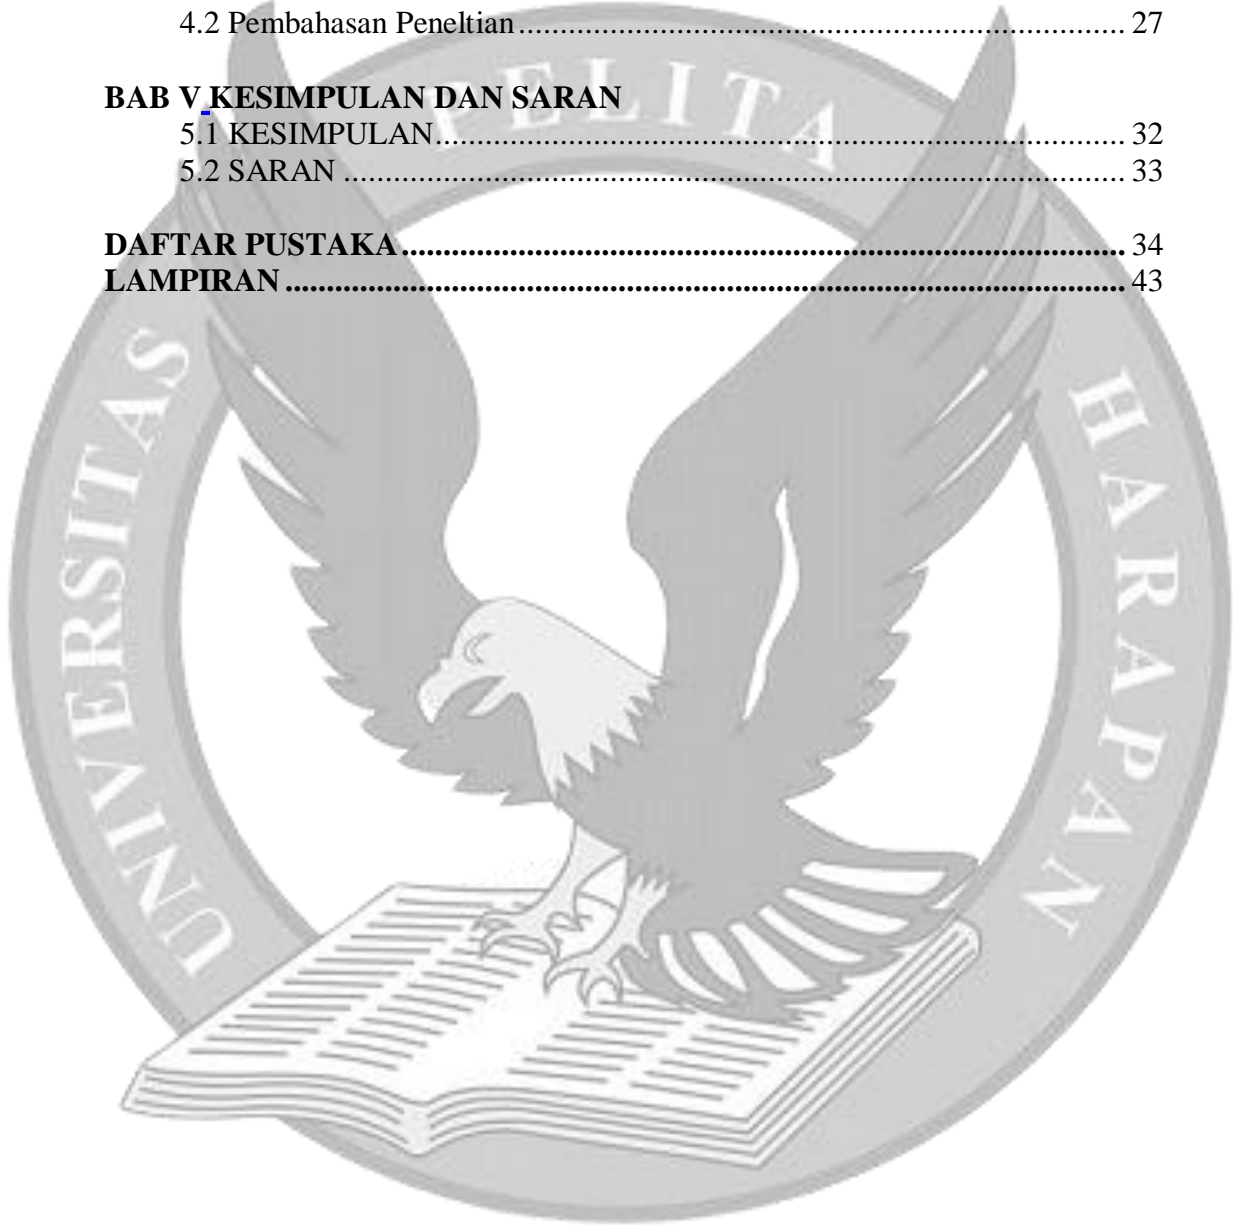 4.2 Pembahasan Peneltian........................................................................... 27
BAB V KESIMPULAN DAN SARAN
5.1 KESIMPULAN..................................................................................... 32
5.2 SARAN ................................................................................................ 33
DAFTAR PUSTAKA......................................................................................... 34
LAMPIRAN....................................................................................................... 43
UNIVERSITAS PELITA HARAPAN